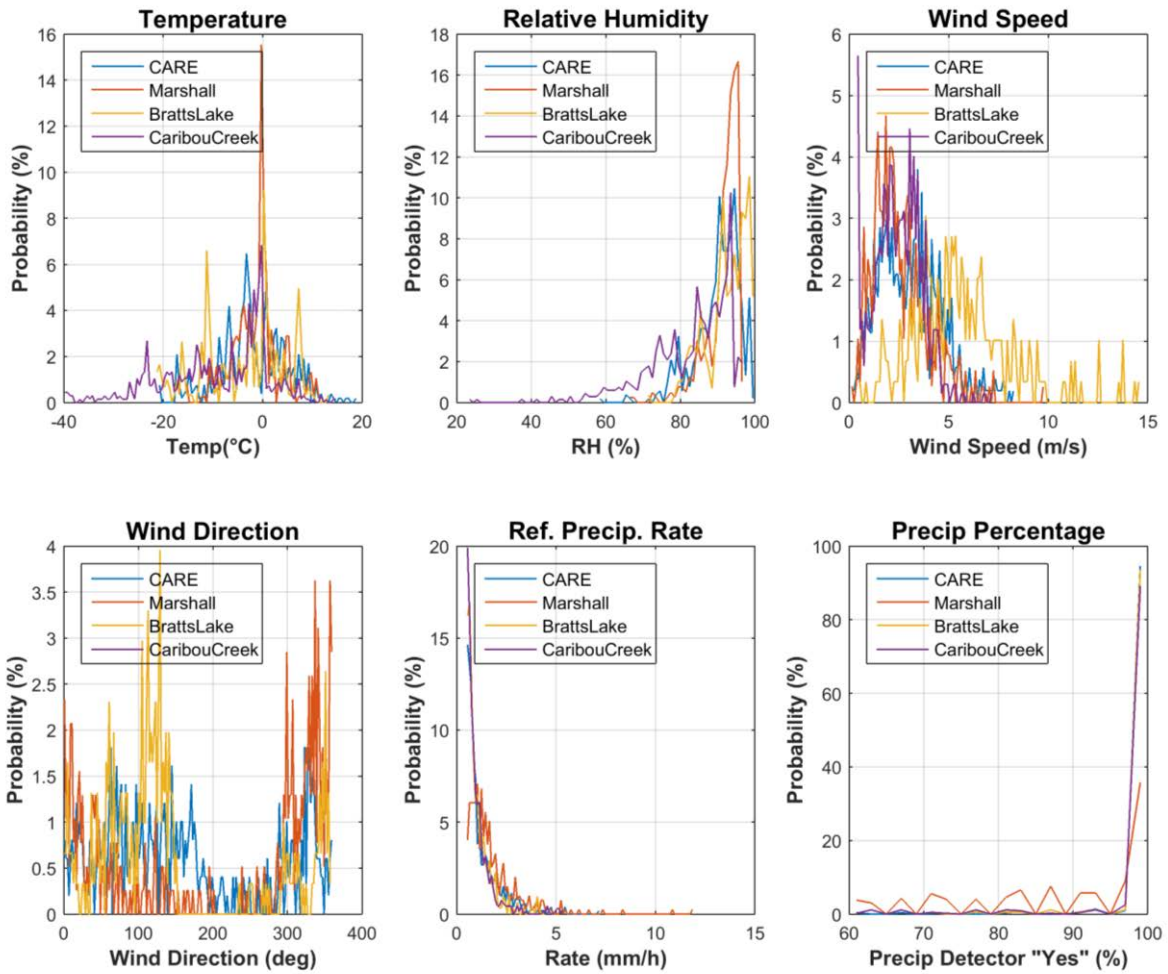 Temperature
Relative Humidity
Wind Speed
16
14
12
10
8
6
4
2
0
Probability (%)
CARE
Marshall
BrattsLake
CaribouCreek
-40
-20
0
20
Temp(°C)
18
16
14
12
10
8
6
4
2
0
Probability (%)
CARE
Marshall
BrattsLake
CaribouCreek
20
40
60
80
100
RH (%)
6
5
4
3
2
1
0
Probability (%)
CARE
Marshall
BrattsLake
CaribouCreek
0
5
10
15
Wind Speed (m/s)
Wind Direction
Ref. Precip. Rate
Precip Percentage
4
3.5
3
2.5
2
1.5
1
0.5
0
Probability (%)
CARE
Marshall
BrattsLake
CaribouCreek
0
100
200
300
400
Wind Direction (deg)
20
15
10
5
0
Probability (%)
CARE
Marshall
BrattsLake
CaribouCreek
0
5
10
15
Rate (mm/h)
100
80
60
40
20
0
Probability (%)
CARE
Marshall
BrattsLake
CaribouCreek
60
70
80
90
100
Precip Detector "Yes" (%)